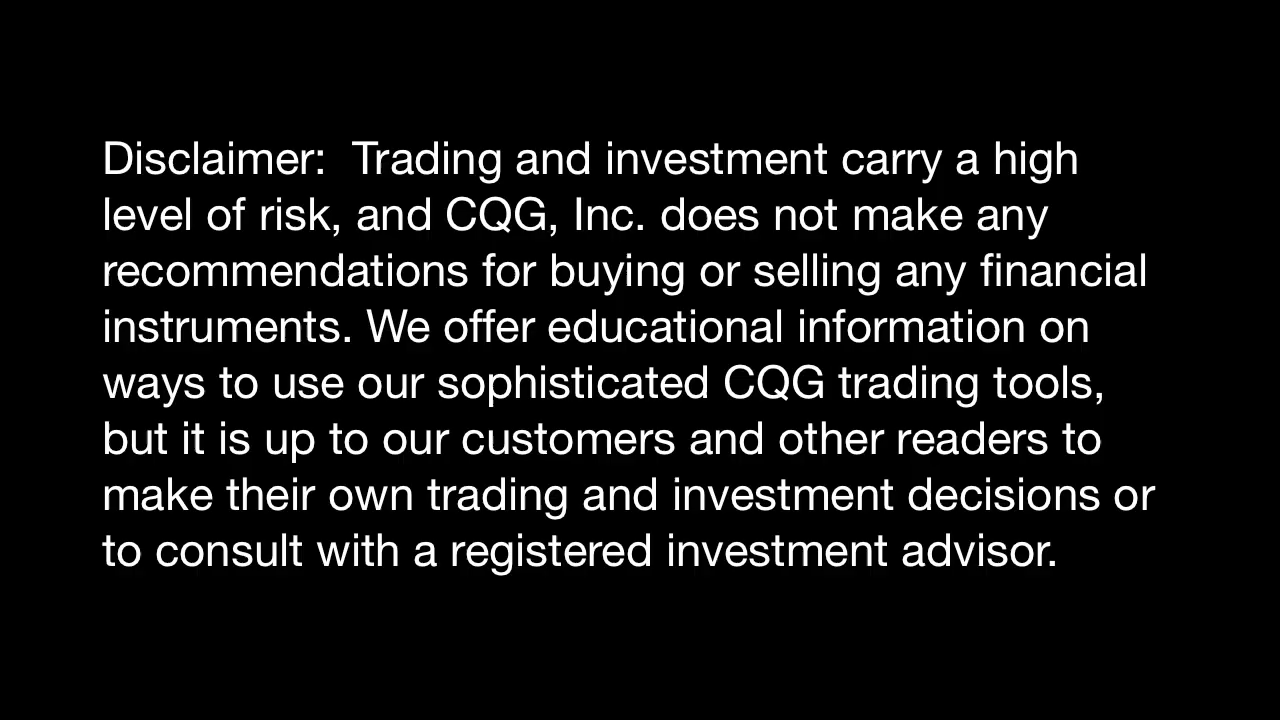 Disclaimer:  Trading and investment carry a high
level of risk, and CQG, Inc. does not make any
recommendations for buying or selling any financial
instruments. We offer educational information on
ways to use our sophisticated CQG trading tools,
but it is up to our customers and other readers to
make their own trading and investment decisions or
to consult with a registered investment advisor.